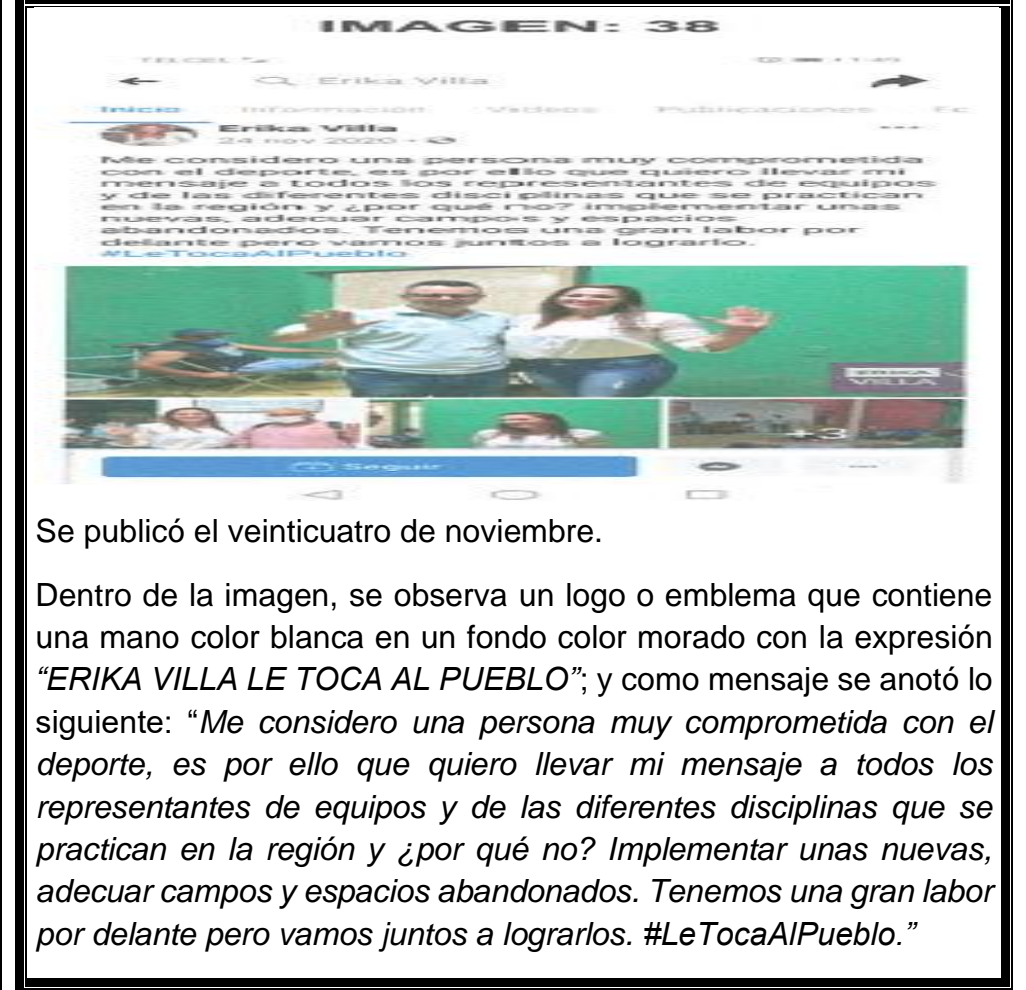 IMAGEN: 38
TELCEL
Erika Villa
Inicio Información Videos Publicaciones
Erika Villa
24 nov 2020
Me considero una persona muy comprometida
con el deporte, es por ello que quiero llevar mi
mensaje a todos los representantes de equipos
y de las diferentes disciplinas que se practican
en la región y ¿por qué no? implementar unas
nuevas, adecuar campos y espacios
abandonados. Tenemos una gran labor por
delante pero vamos juntos a lograrlo.
#LeTocaAlPueblo
ERIKA
VILLA
+3
Seguir
Se publicó el veinticuatro de noviembre.
Dentro de la imagen, se observa un logo o emblema que contiene
una mano color blanca en un fondo color morado con la expresión
“ERIKA VILLA LE TOCA AL PUEBLO”; y como mensaje se anotó lo
siguiente: “Me considero una persona muy comprometida con el
deporte, es por ello que quiero llevar mi mensaje a todos los
representantes de equipos y de las diferentes disciplinas que se
practican en la región y ¿por qué no? Implementar unas nuevas,
adecuar campos y espacios abandonados. Tenemos una gran labor
por delante pero vamos juntos a lograrlos. #LeTocaAlPueblo.”